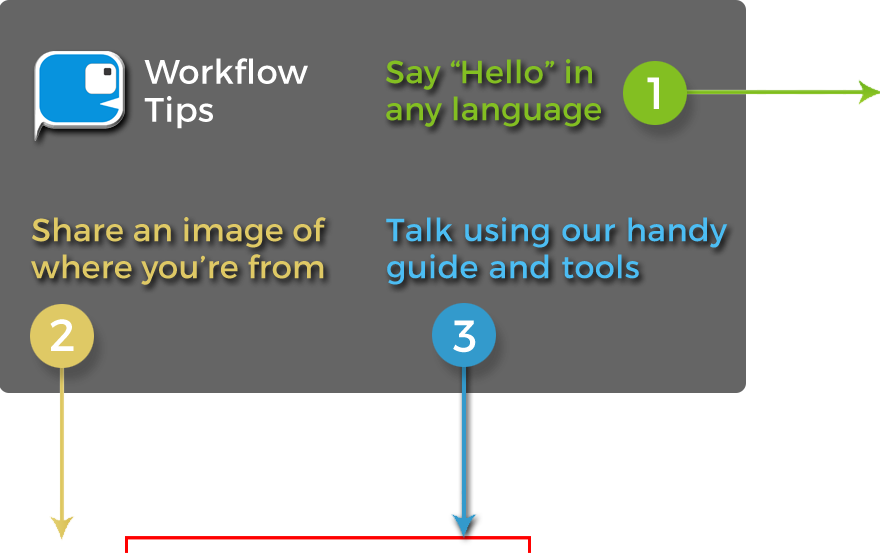 Workflow
Tips
Say “Hello” in
any language
1
Share an image of
where you’re from
2
Talk using our handy
guide and tools
3